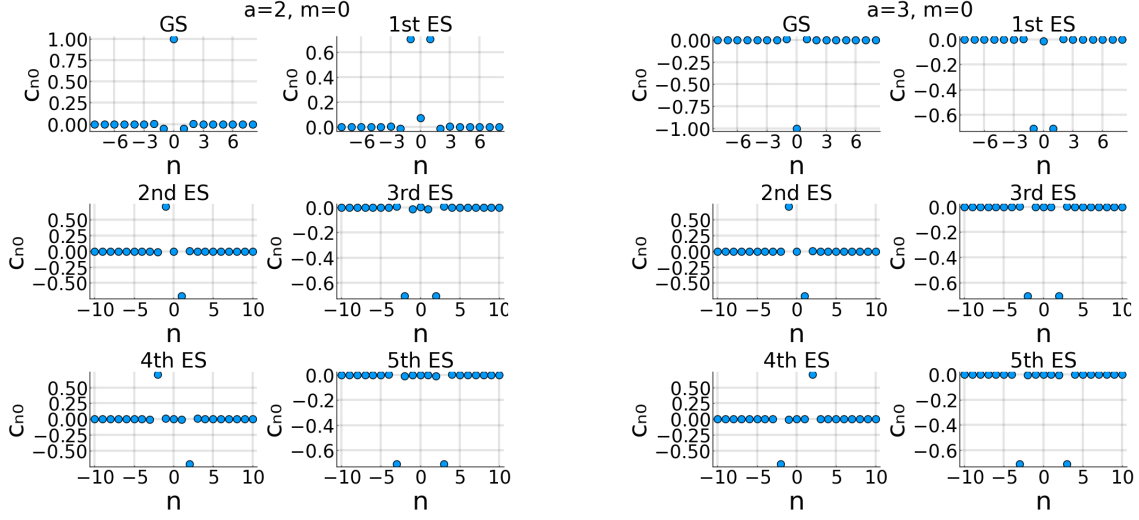 a=2, m=0
GS
1st ES
1.00
0.75
0.50
0.25
0.00
cn0
−6 −3 0 3 6
n
0.6
0.4
0.2
0.0
cn0
−6 −3 0 3 6
n
2nd ES
3rd ES
0.50
0.25
0.00
−0.25
−0.50
cn0
−10 −5 0 5 10
n
0.0
−0.2
−0.4
−0.6
cn0
−10 −5 0 5 10
n
4th ES
5th ES
0.50
0.25
0.00
−0.25
−0.50
cn0
−10 −5 0 5 10
n
0.0
−0.2
−0.4
−0.6
cn0
−10 −5 0 5 10
n
a=3, m=0
GS
1st ES
0.00
−0.25
−0.50
−0.75
−1.00
cn0
−6 −3 0 3 6
n
0.0
−0.2
−0.4
−0.6
cn0
−6 −3 0 3 6
n
2nd ES
3rd ES
0.50
0.25
0.00
−0.25
−0.50
cn0
−10 −5 0 5 10
n
0.0
−0.2
−0.4
−0.6
cn0
−10 −5 0 5 10
n
4th ES
5th ES
0.50
0.25
0.00
−0.25
−0.50
cn0
−10 −5 0 5 10
n
0.0
−0.2
−0.4
−0.6
cn0
−10 −5 0 5 10
n